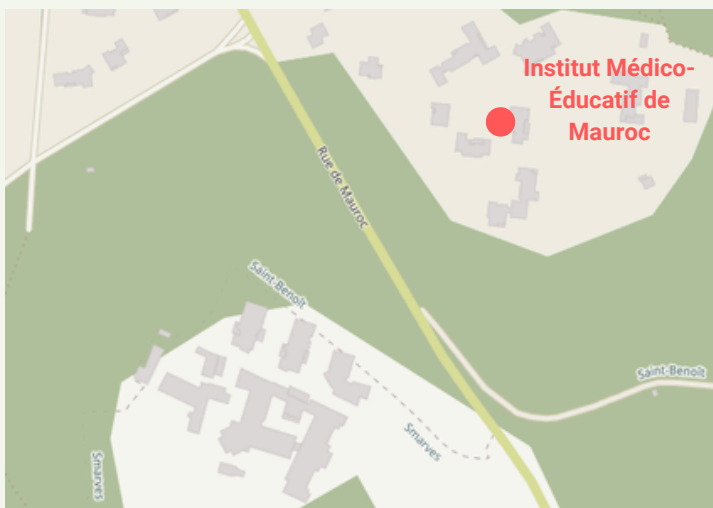 Institut Médico-
Éducatif de
Mauroc
Rue de Mauroc
Saint-Benoît
Saint-Benoît
Smarves
Smarves